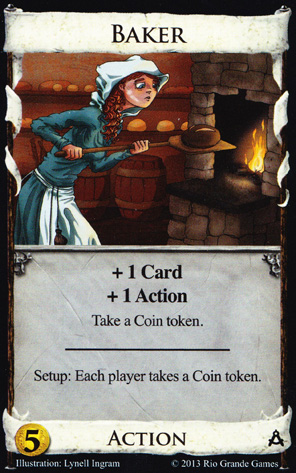 BAKER
+1 Card
+1 Action
Take a Coin token.
Setup: Each player takes a Coin token.
5
ACTION
Illustration: Lynell Ingram © 2013 Rio Grande Games